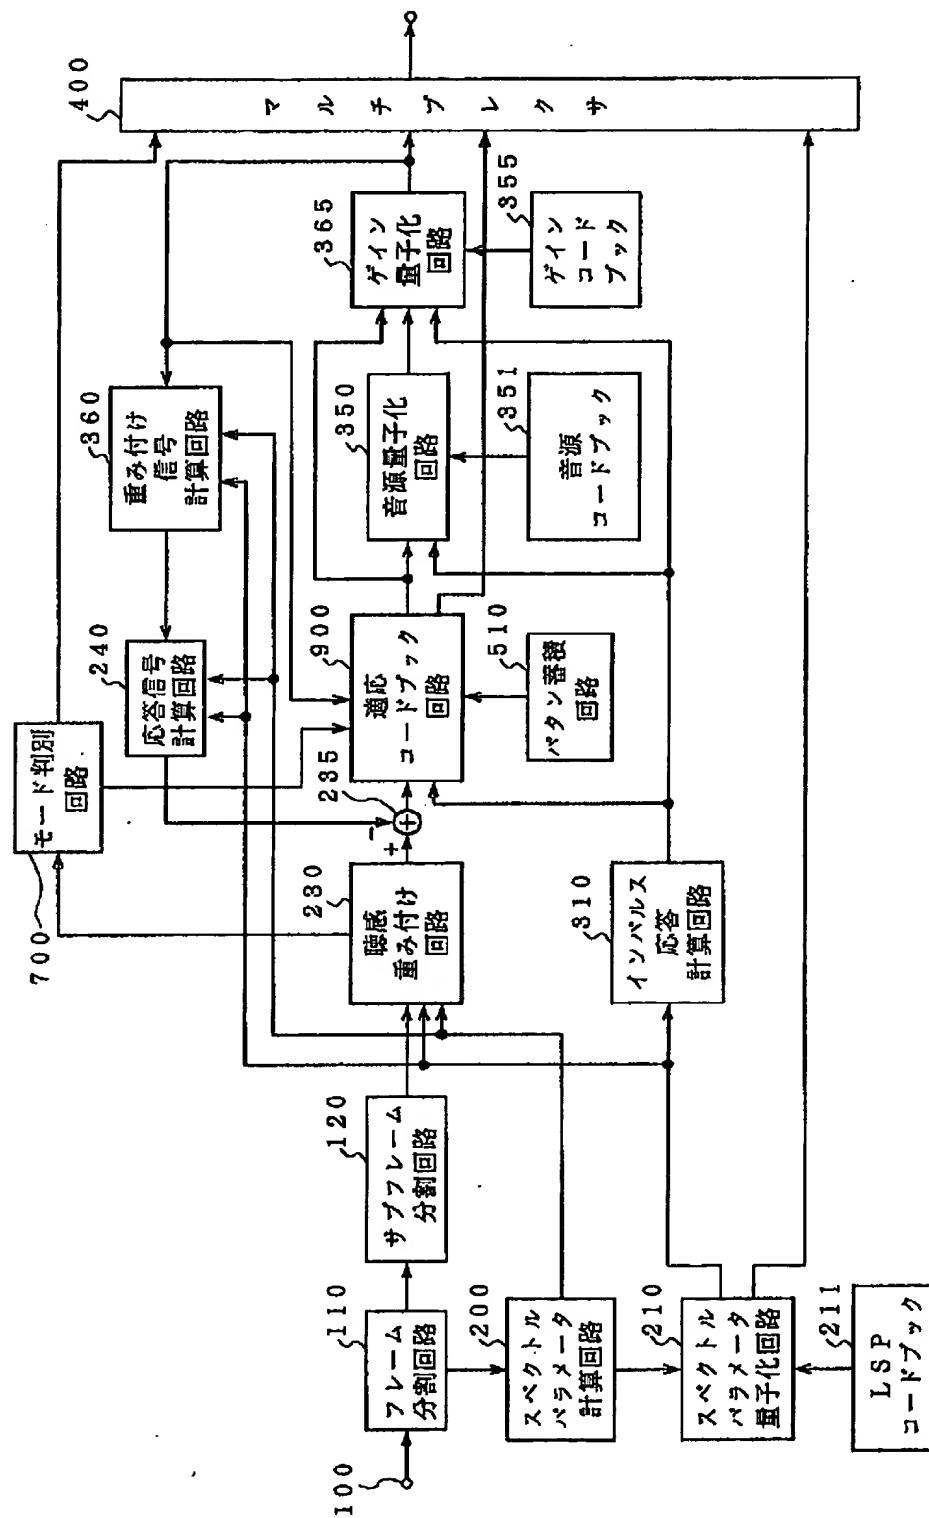 100
110
フレーム
分割回路
120
サブフレーム
分割回路
200
スペクトル
パラメータ
計算回路
210
スペクトル
パラメータ
量子化回路
211
LSP
コードブック
700
モード判別
回路
230
聴感
重み付け
回路
+
-
235
240
応答信号
計算回路
360
重み付け
信号
計算回路
310
インパルス
応答
計算回路
900
適応
コードブック
回路
510
パタン蓄積
回路
350
音源量子化
回路
351
音源
コードブック
365
ゲイン
量子化
回路
355
ゲイン
コード
ブック
400
マルチプレクサ